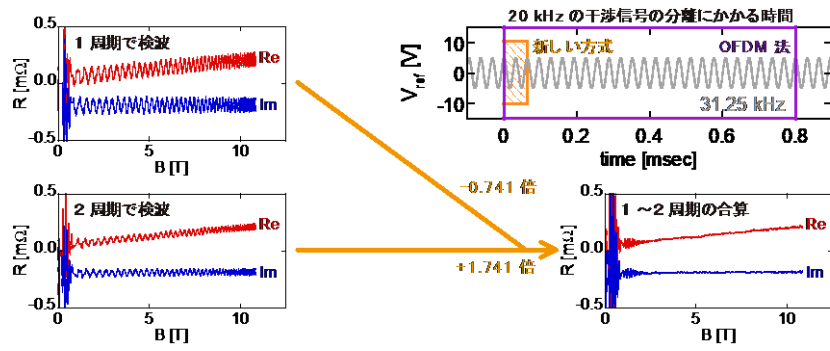 1 周期で検波
Re
Im
R [mΩ]
0.5
0.0
-0.5
0
5
10
B [T]
20 kHz の干渉信号の分離にかかる時間
新しい方式
OFDM 法
31.25 kHz
Vref [V]
10
0
-10
0
0.2
0.4
0.6
0.8
time [msec]
-0.741 倍
+1.741 倍
2 周期で検波
Re
Im
R [mΩ]
0.5
0.0
-0.5
0
5
10
B [T]
1 ～2 周期の合算
Re
Im
R [mΩ]
0.5
0.0
-0.5
0
5
10
B [T]